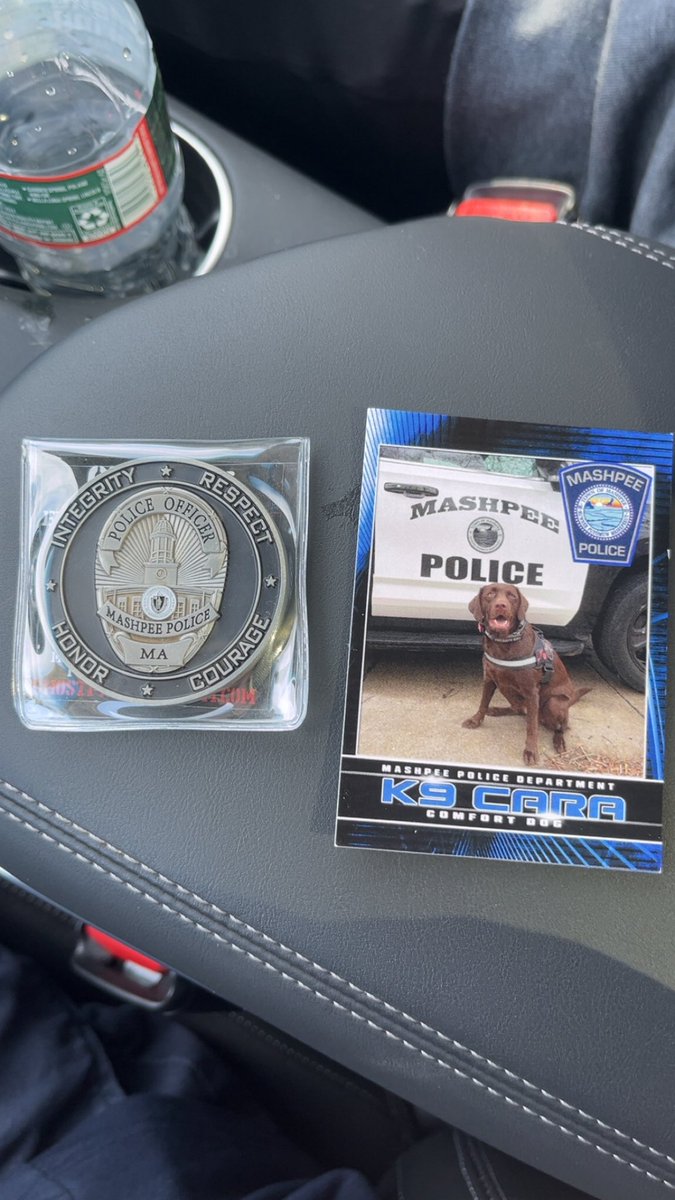 INTEGRITY
RESPECT
HONOR
COURAGE
POLICE OFFICER
MASHPEE POLICE
MA
MASHPEE
POLICE
MASHPEE
POLICE
MASHPEE POLICE DEPARTMENT
K9 CARA
COMFORT DOG